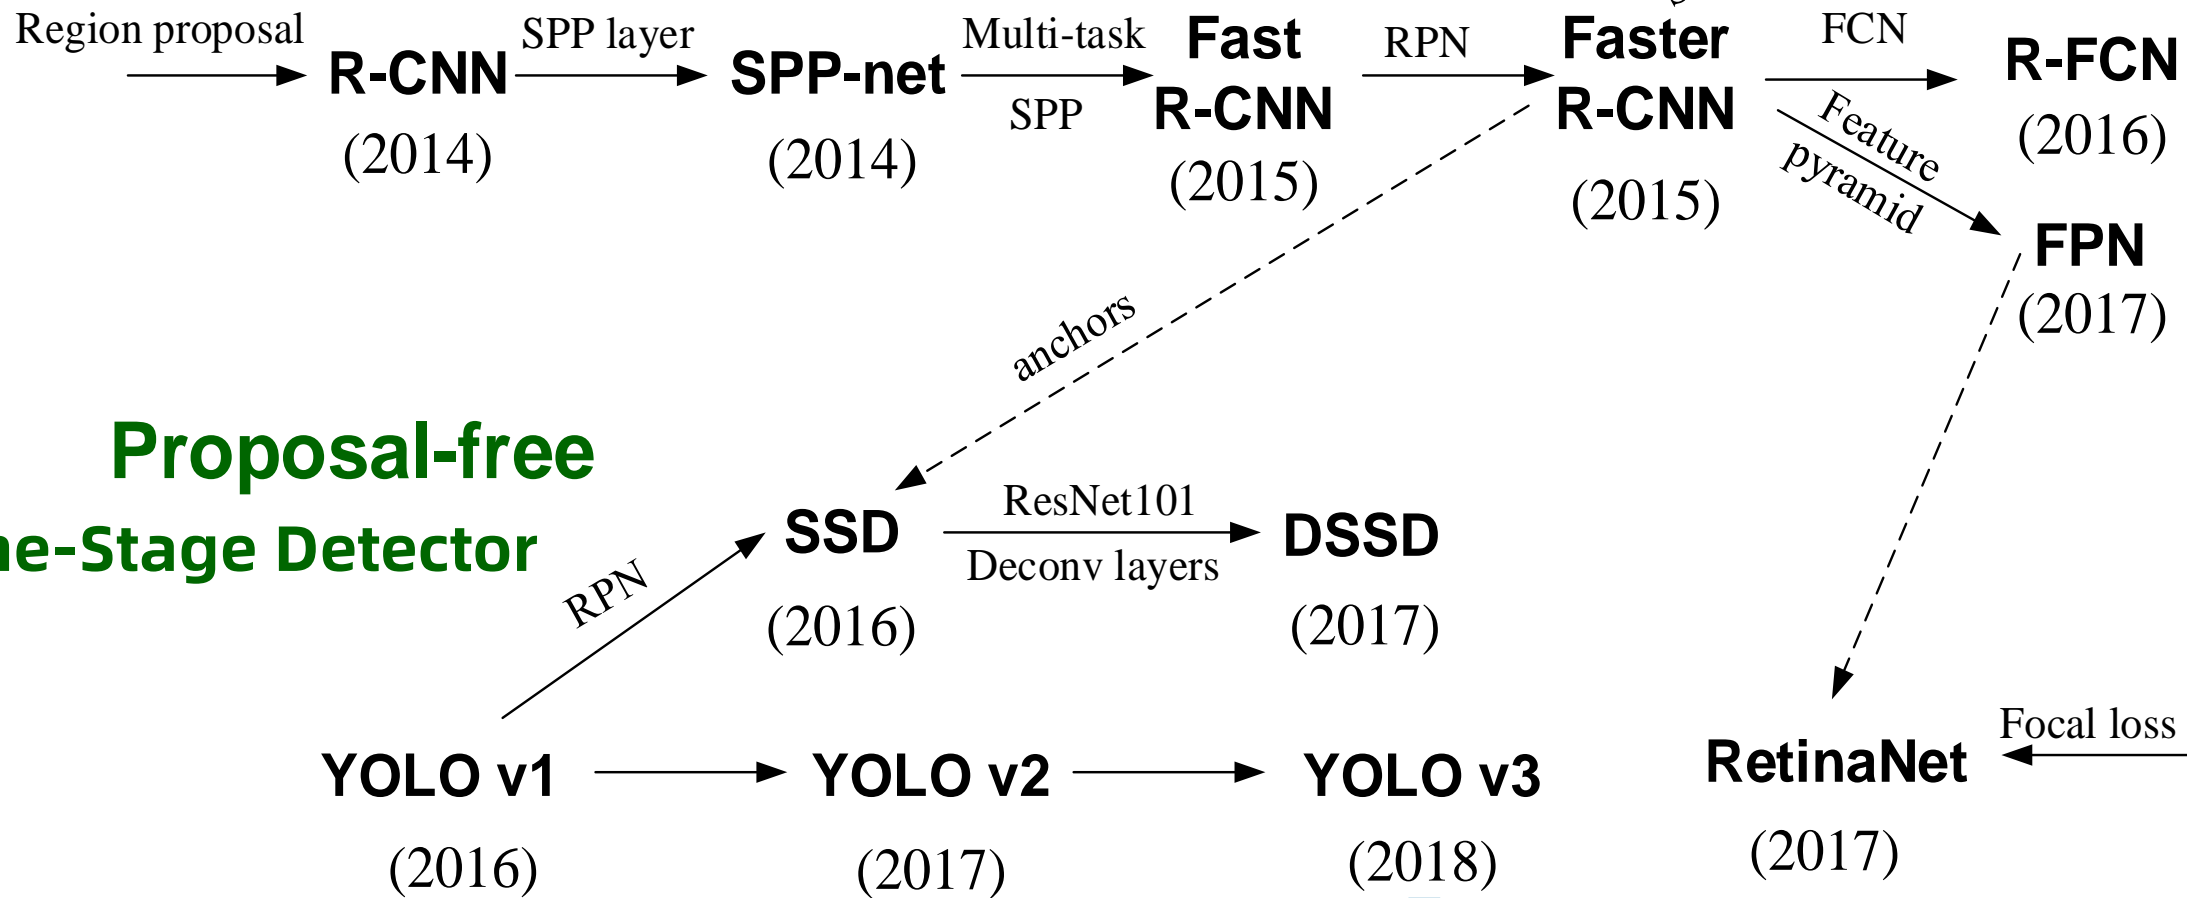 Region proposal
R-CNN
(2014)
SPP layer
SPP-net
(2014)
Multi-task
SPP
Fast
R-CNN
(2015)
RPN
Faster
R-CNN
(2015)
FCN
R-FCN
(2016)
Feature
pyramid
FPN
(2017)
anchors
Proposal-free
ne-Stage Detector
RPN
SSD
(2016)
ResNet101
Deconv layers
DSSD
(2017)
YOLO v1
(2016)
YOLO v2
(2017)
YOLO v3
(2018)
RetinaNet
(2017)
Focal loss